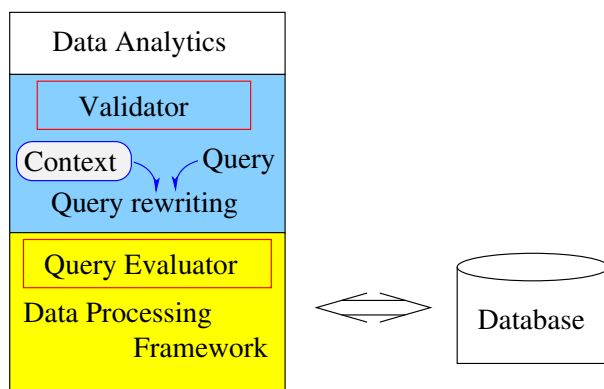 Data Analytics
Validator
Context Query
Query rewriting
Query Evaluator
Data Processing
Framework
Database